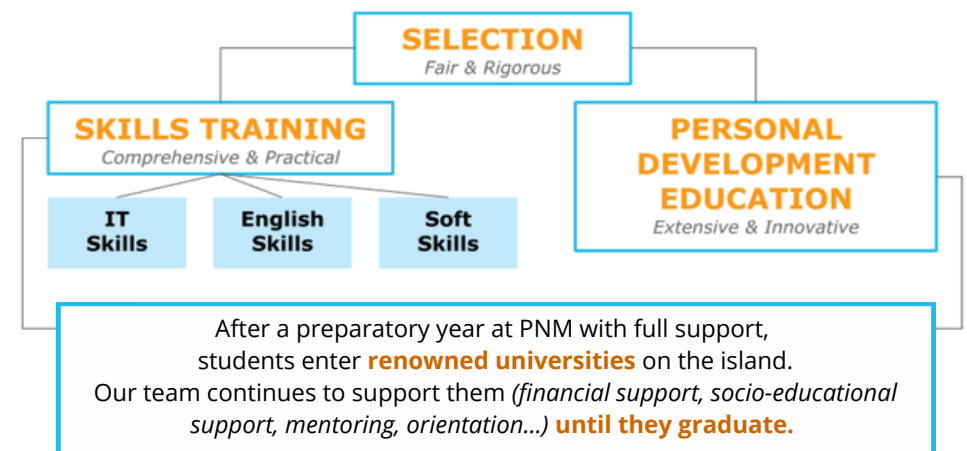 SELECTION
Fair & Rigorous
SKILLS TRAINING
Comprehensive & Practical
IT
Skills
English
Skills
Soft
Skills
PERSONAL
DEVELOPMENT
EDUCATION
Extensive & Innovative
After a preparatory year at PNM with full support,
students enter renowned universities on the island.
Our team continues to support them (financial support, socio-educational
support, mentoring, orientation...) until they graduate.